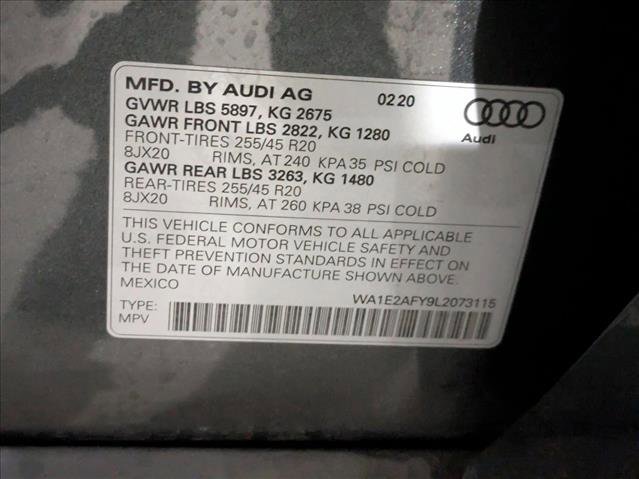 MFD. BY AUDI AG 02 20
GVWR LBS 5897, KG 2675
GAWR FRONT LBS 2822, KG 1280
FRONT-TIRES 255/45 R20
8JX20 RIMS, AT 240 KPA 35 PSI COLD
GAWR REAR LBS 3263, KG 1480
REAR-TIRES 255/45 R20
8JX20 RIMS, AT 260 KPA 38 PSI COLD
Audi
THIS VEHICLE CONFORMS TO ALL APPLICABLE
U.S. FEDERAL MOTOR VEHICLE SAFETY AND
THEFT PREVENTION STANDARDS IN EFFECT ON
THE DATE OF MANUFACTURE SHOWN ABOVE.
MEXICO
WA1E2AFY9L2073115
TYPE:
MPV